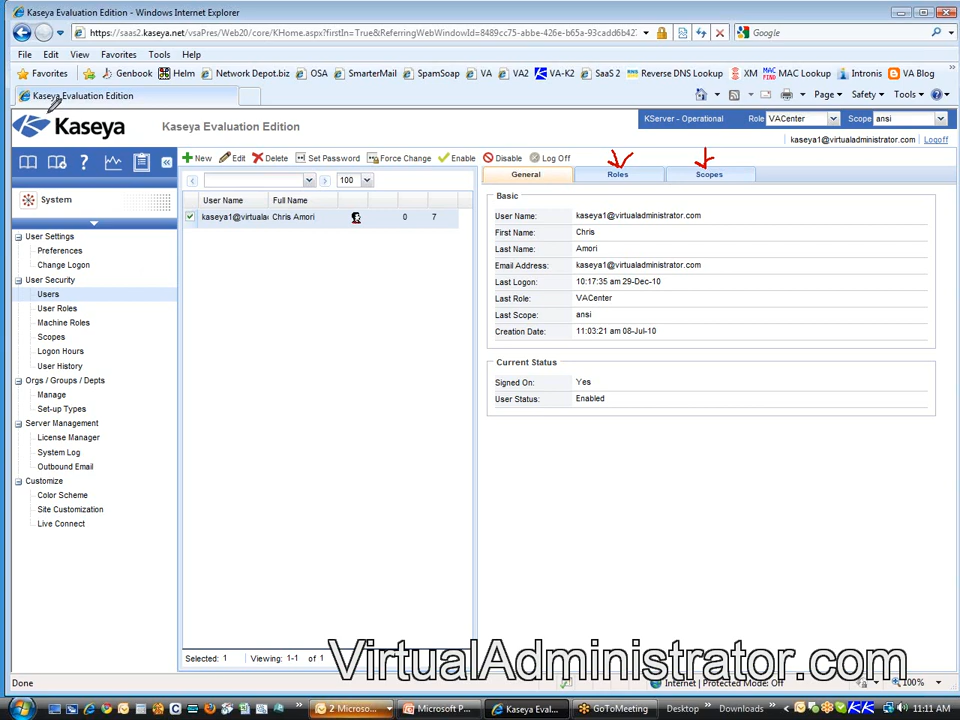 Kaseya Evaluation Edition - Windows Internet Explorer
https://saas2.kaseya.net/vsaPres/Web20/core/KHome.aspx?firstIn=True&ReferringWebWindowId=8489cc75-abbe-426e-b65a-93cadd6b427 Google
File Edit View Favorites Tools Help
Favorites Genbook Helm Network Depot.biz OSA SmarterMail SpamSoap VA VA2 VA-K2 SaaS 2 Reverse DNS Lookup XM MAC Lookup Intronis VA Blog
Kaseya Evaluation Edition Page Safety Tools
Kaseya Kaseya Evaluation Edition KServer - Operational Role VACenter Scope ansi
kaseya1@virtualadministrator.com Logoff
New Edit Delete Set Password Force Change Enable Disable Log Off
100 General Roles Scopes
System
User Name Full Name
kaseya1@virtuala Chris Amori 0 7
User Settings
Preferences
Change Logon
User Security
Users
User Roles
Machine Roles
Scopes
Logon Hours
User History
Orgs / Groups / Depts
Manage
Set-up Types
Server Management
License Manager
System Log
Outbound Email
Customize
Color Scheme
Site Customization
Live Connect
Basic
User Name: kaseya1@virtualadministrator.com
First Name: Chris
Last Name: Amori
Email Address: kaseya1@virtualadministrator.com
Last Logon: 10:17:35 am 29-Dec-10
Last Role: VACenter
Last Scope: ansi
Creation Date: 11:03:21 am 08-Jul-10
Current Status
Signed On: Yes
User Status: Enabled
Selected: 1 Viewing: 1-1 of 1
VirtualAdministrator.com
Done Internet | Protected Mode: Off 100%
2 Microso... Microsoft P... Kaseya Eval... GoToMeeting Desktop Downloads 11:11 AM